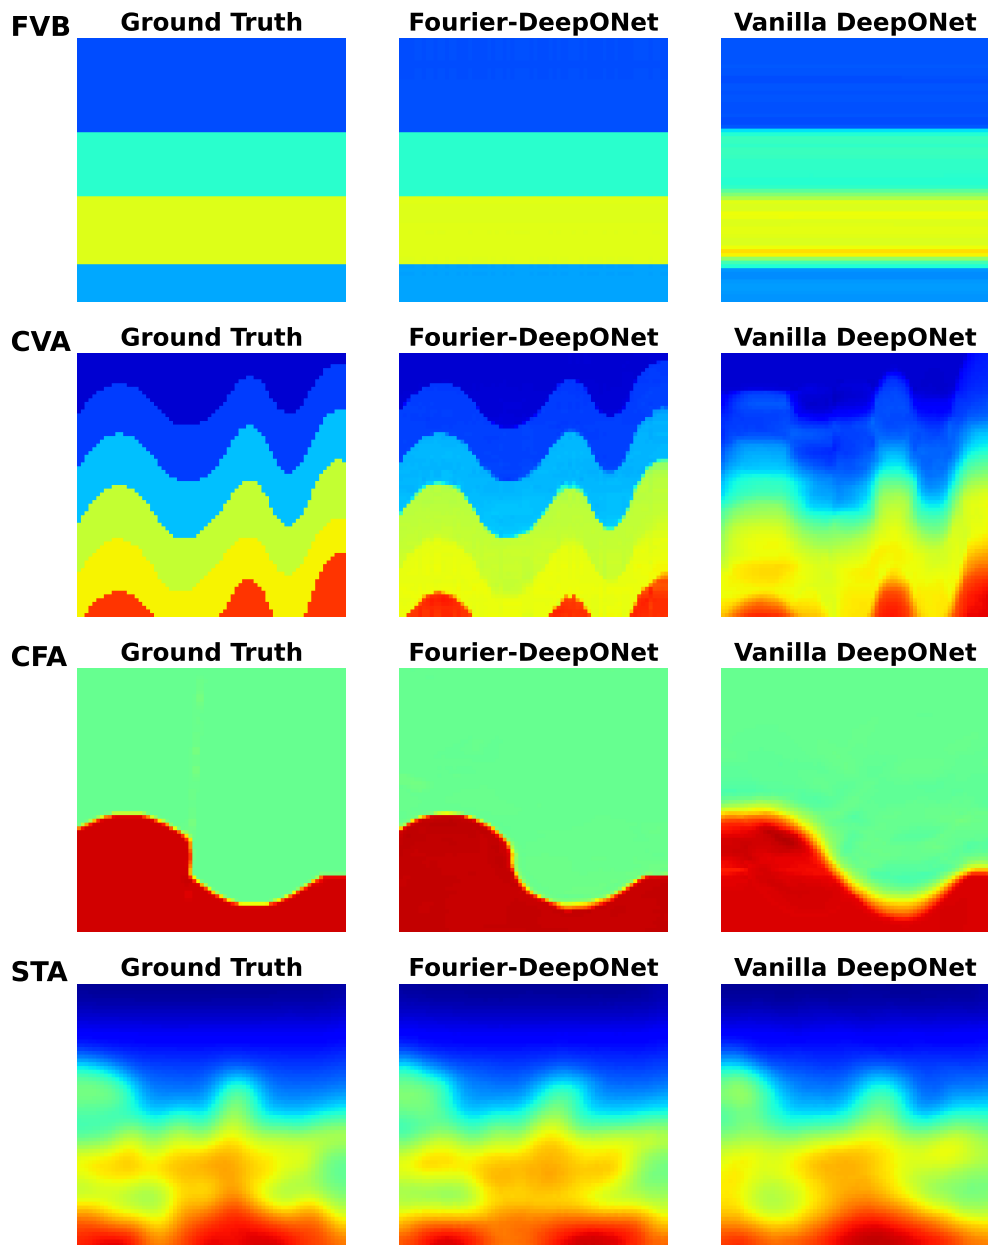 FVB Ground Truth Fourier-DeepONet Vanilla DeepONet
CVA Ground Truth Fourier-DeepONet Vanilla DeepONet
CFA Ground Truth Fourier-DeepONet Vanilla DeepONet
STA Ground Truth Fourier-DeepONet Vanilla DeepONet